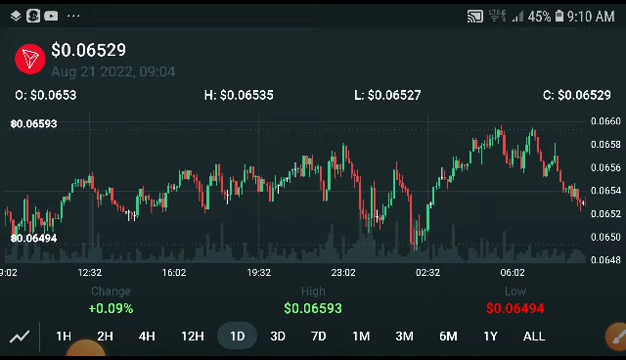 45% 9:10 AM
$0.06529
Aug 21 2022, 09:04
O: $0.0653 H: $0.06535 L: $0.06527 C: $0.06529
$0.06593
0.0660
0.0658
0.0656
0.0654
0.0652
$0.06494
0.0650
0.0648
9:02 12:32 16:02 19:32 23:02 02:32 06:02
Change High Low
+0.09% $0.06593 $0.06494
1H 2H 4H 12H 1D 3D 7D 1M 3M 6M 1Y ALL